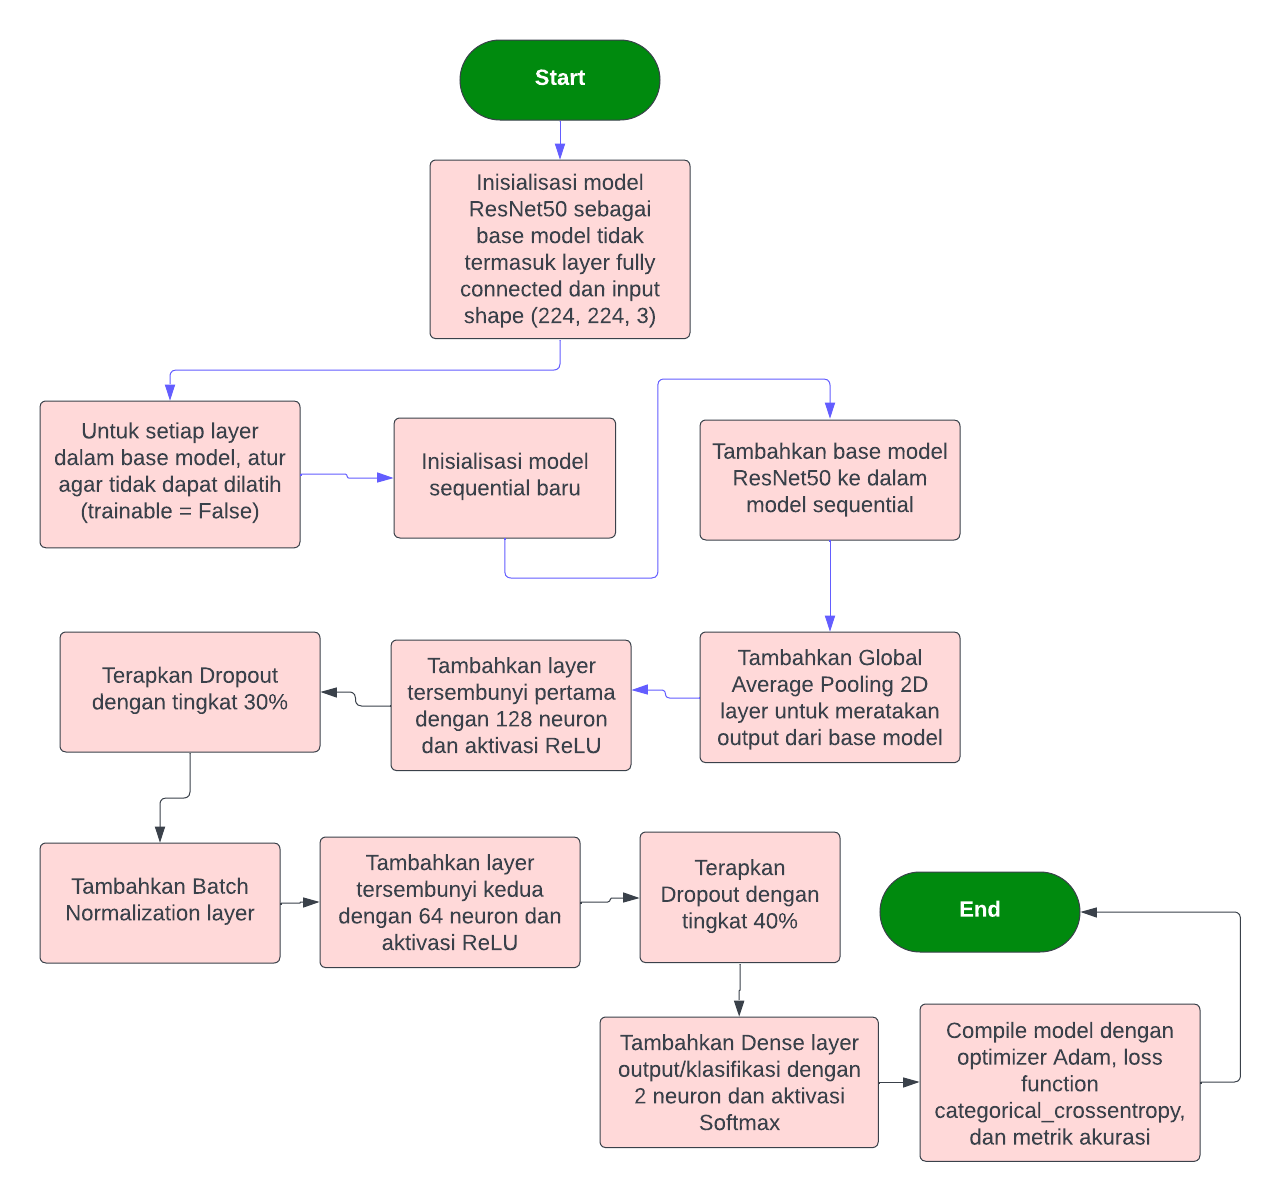 Start
Inisialisasi model
ResNet50 sebagai
base model tidak
termasuk layer fully
connected dan input
shape (224, 224, 3)
Untuk setiap layer
dalam base model, atur
agar tidak dapat dilatih
(trainable = False)
Inisialisasi model
sequential baru
Tambahkan base model
ResNet50 ke dalam
model sequential
Tambahkan Global
Average Pooling 2D
layer untuk meratakan
output dari base model
Tambahkan layer
tersembunyi pertama
dengan 128 neuron
dan aktivasi ReLU
Terapkan Dropout
dengan tingkat 30%
Tambahkan Batch
Normalization layer
Tambahkan layer
tersembunyi kedua
dengan 64 neuron dan
aktivasi ReLU
Terapkan
Dropout dengan
tingkat 40%
Tambahkan Dense layer
output/klasifikasi dengan
2 neuron dan aktivasi
Softmax
Compile model dengan
optimizer Adam, loss
function
categorical_crossentropy,
dan metrik akurasi
End